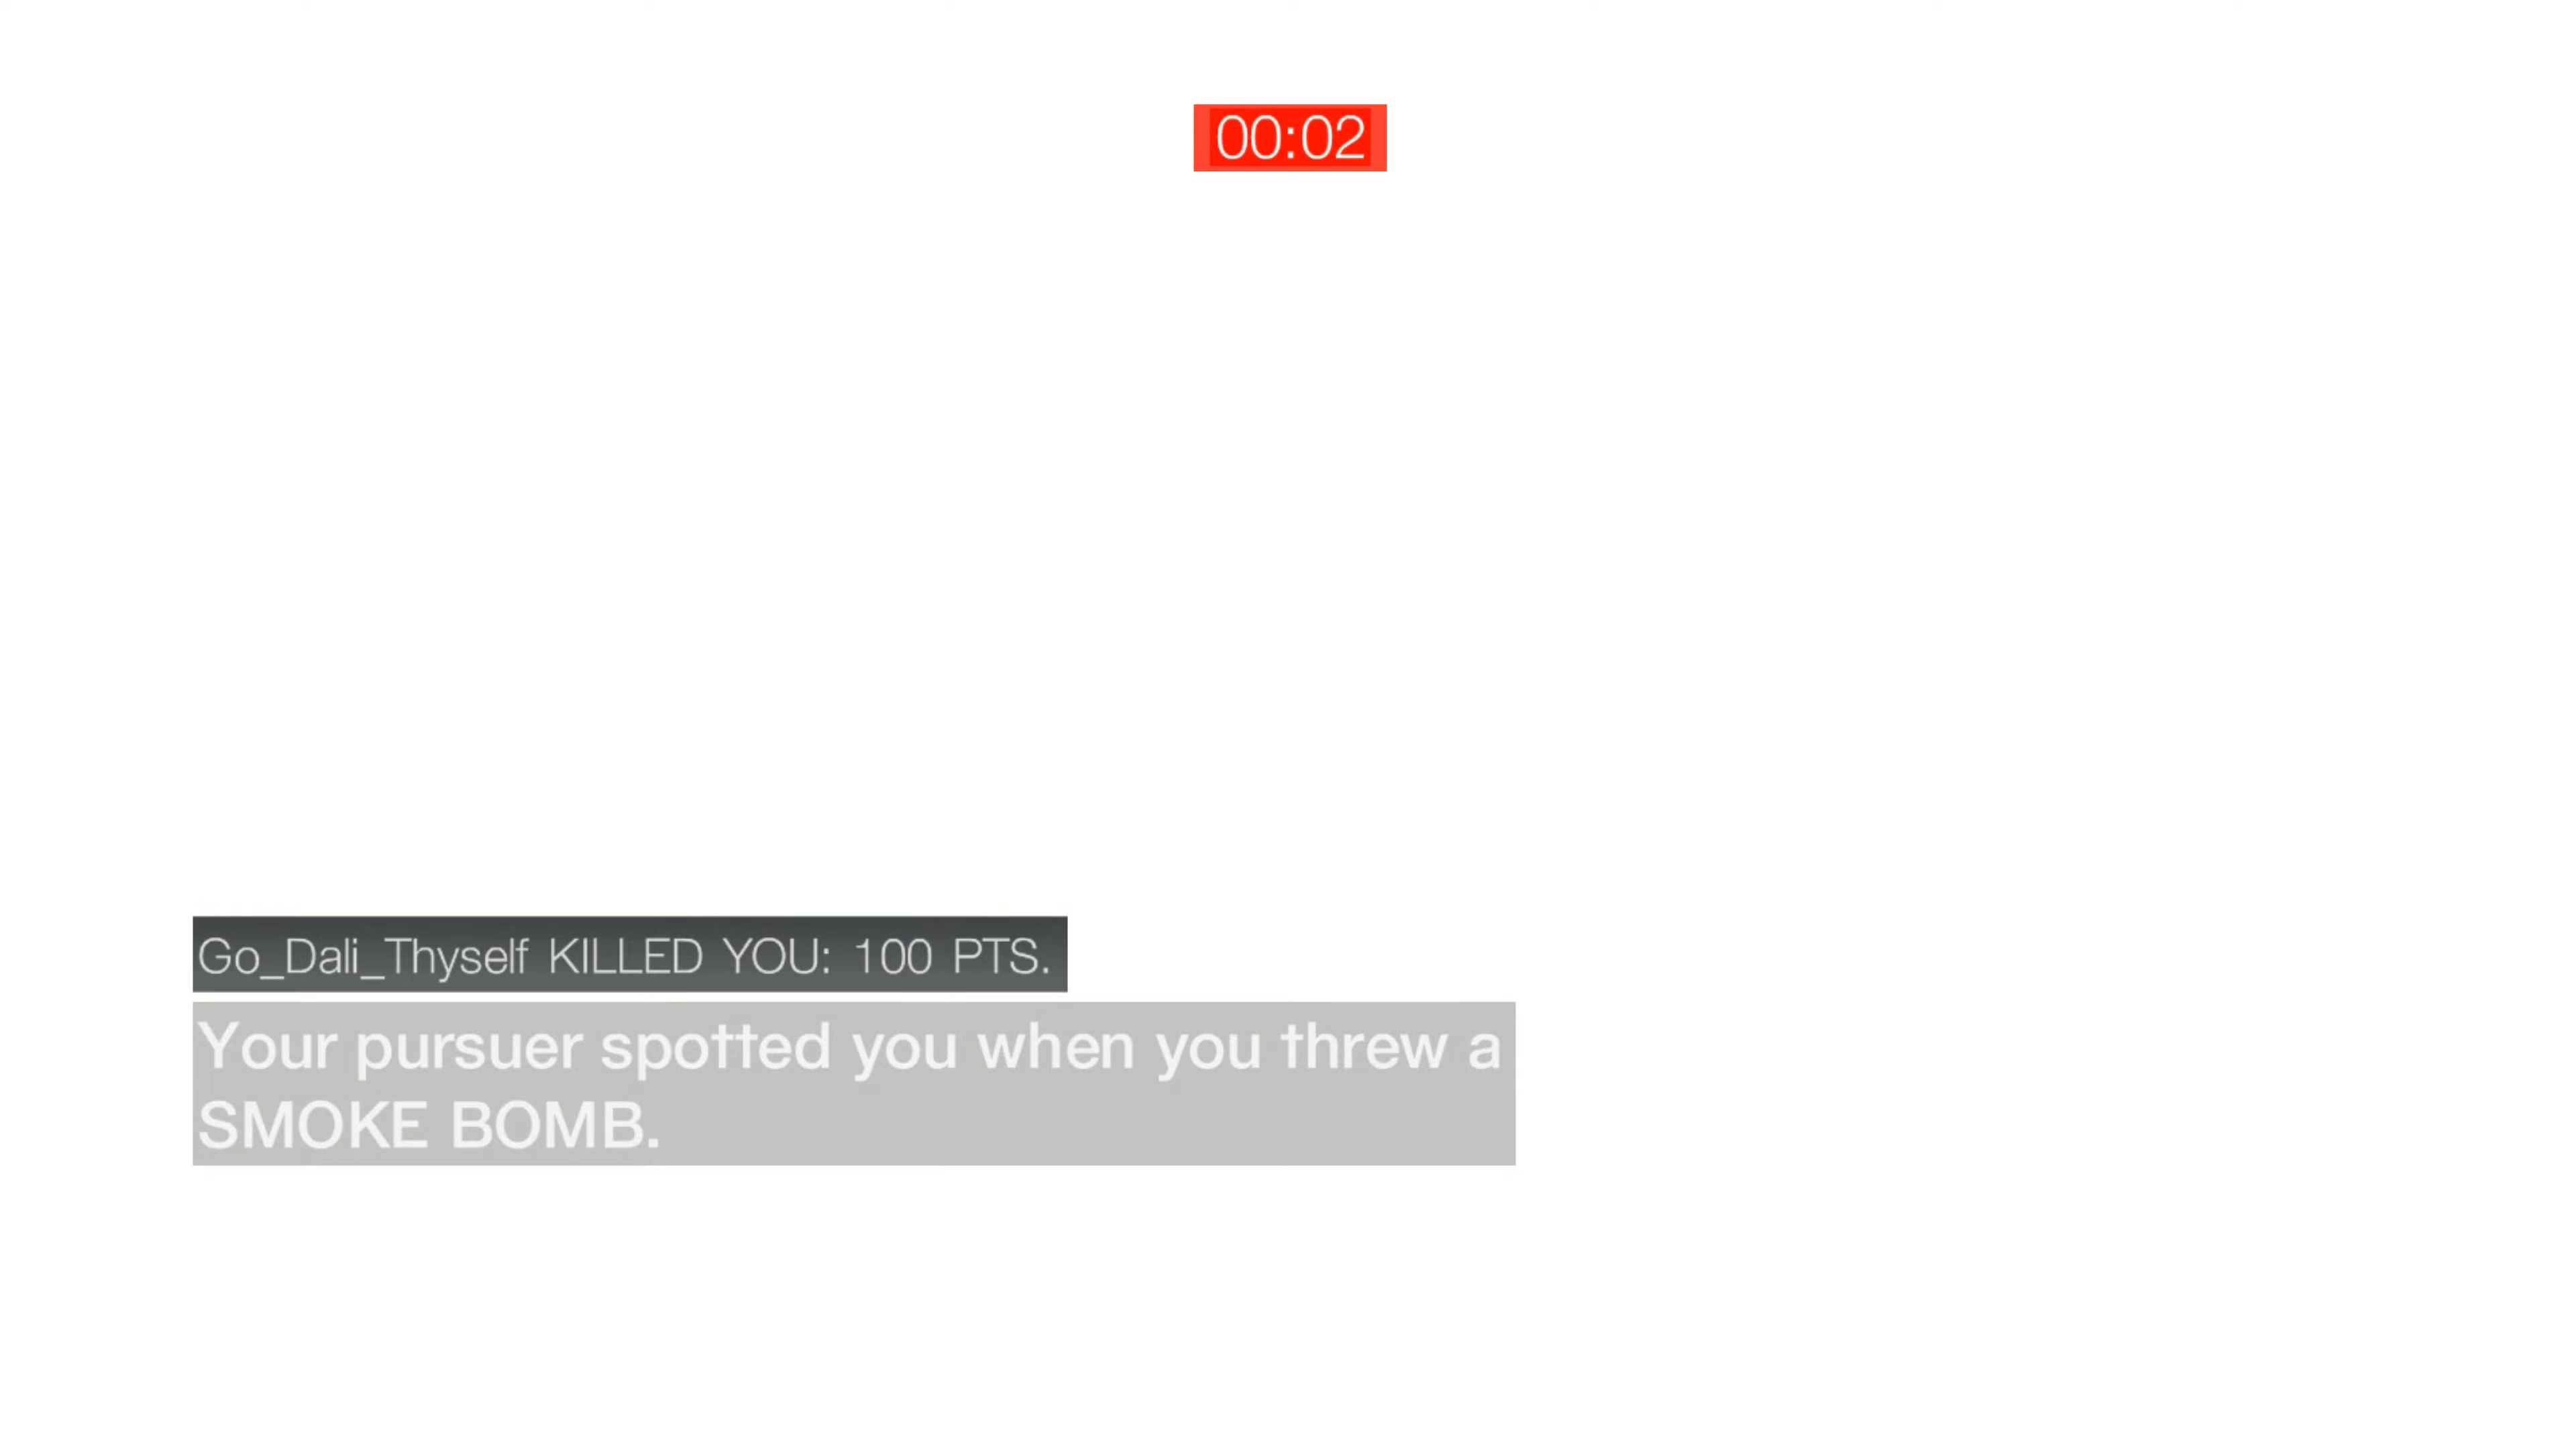 00:02
Go_Dali_Thyself KILLED YOU: 100 PTS.
Your pursuer spotted you when you threw a
SMOKE BOMB.